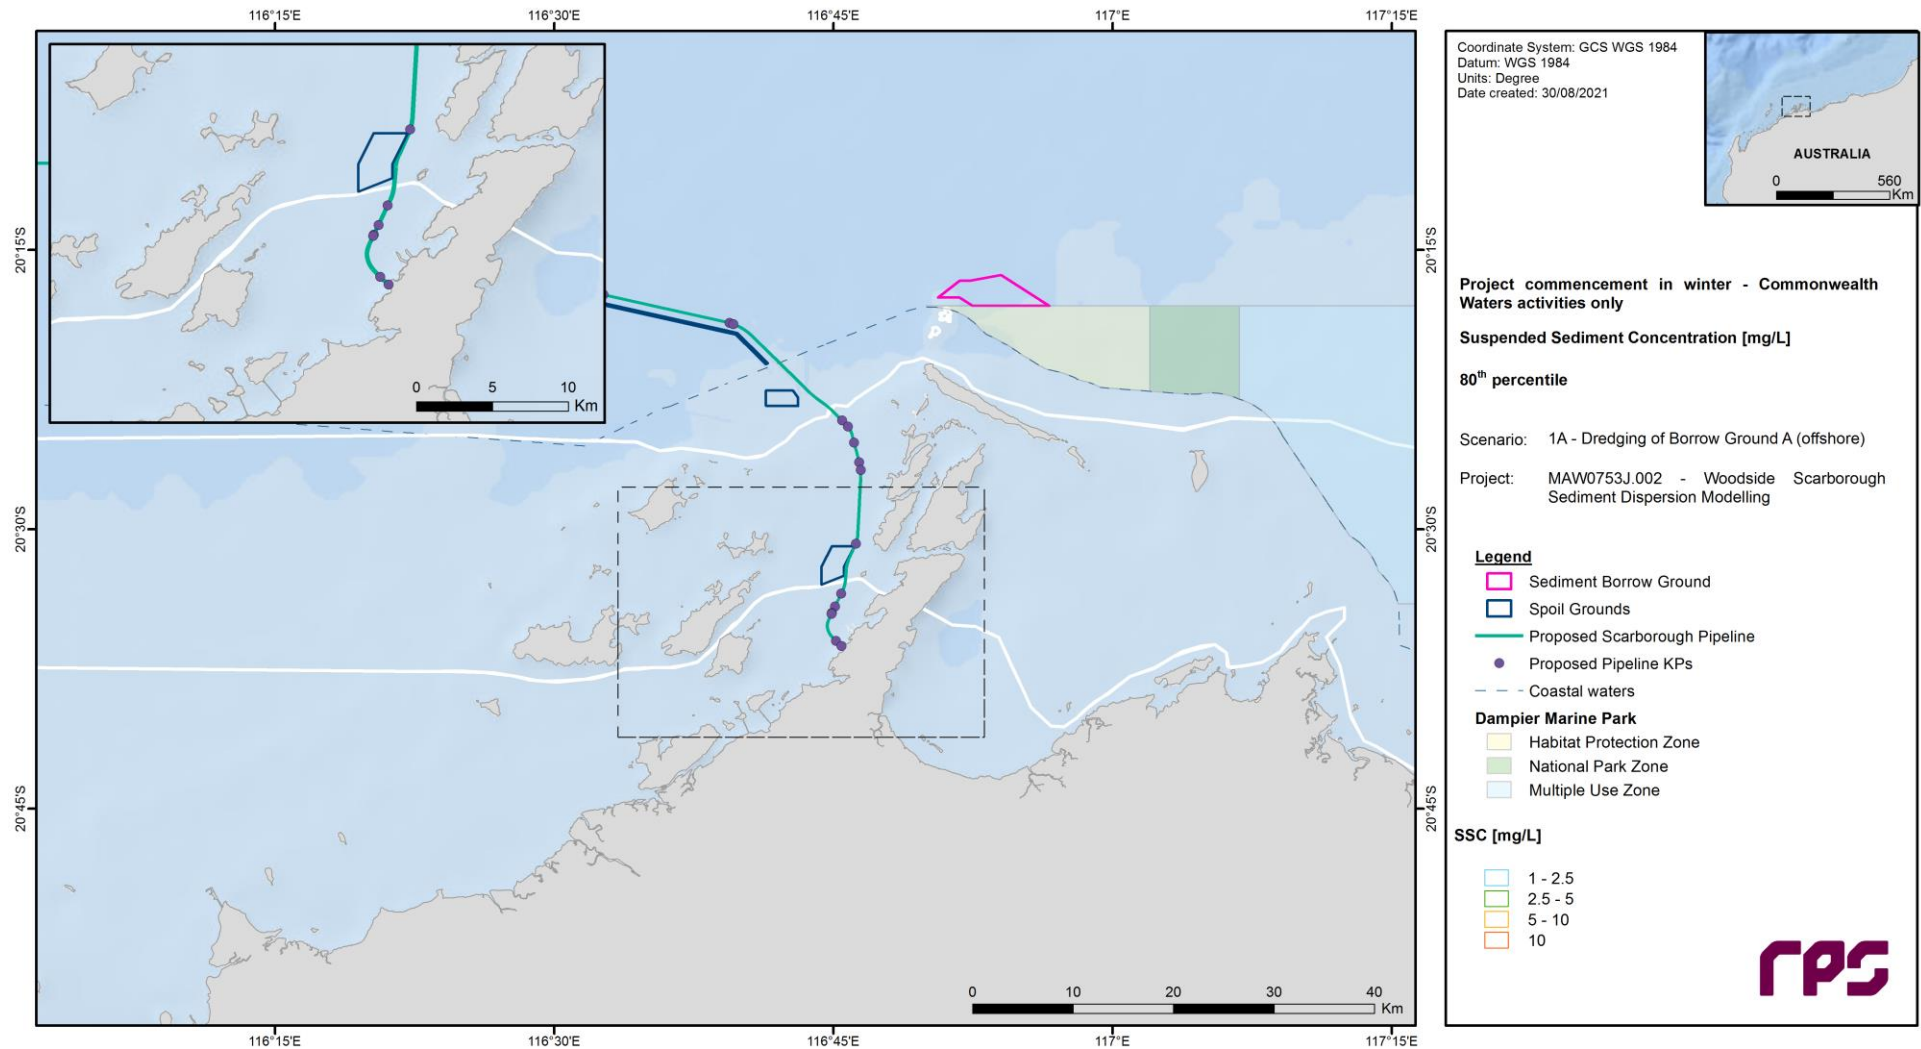 116°15'E
116°30'E
116°45'E
117°E
117°15'E
20°15'S
20°30'S
20°45'S
20°15'S
20°30'S
20°45'S
0 5 10
Km
0 10 20 30 40
Km
116°15'E
116°30'E
116°45'E
117°E
117°15'E
Coordinate System: GCS WGS 1984
Datum: WGS 1984
Units: Degree
Date created: 30/08/2021
AUSTRALIA
0 560
Km
Project commencement in winter - Commonwealth
Waters activities only
Suspended Sediment Concentration [mg/L]
80th percentile
Scenario: 1A - Dredging of Borrow Ground A (offshore)
Project: MAW0753J.002 - Woodside Scarborough
Sediment Dispersion Modelling
Legend
Sediment Borrow Ground
Spoil Grounds
Proposed Scarborough Pipeline
Proposed Pipeline KPs
Coastal waters
Dampier Marine Park
Habitat Protection Zone
National Park Zone
Multiple Use Zone
SSC [mg/L]
1 - 2.5
2.5 - 5
5 - 10
10
rps